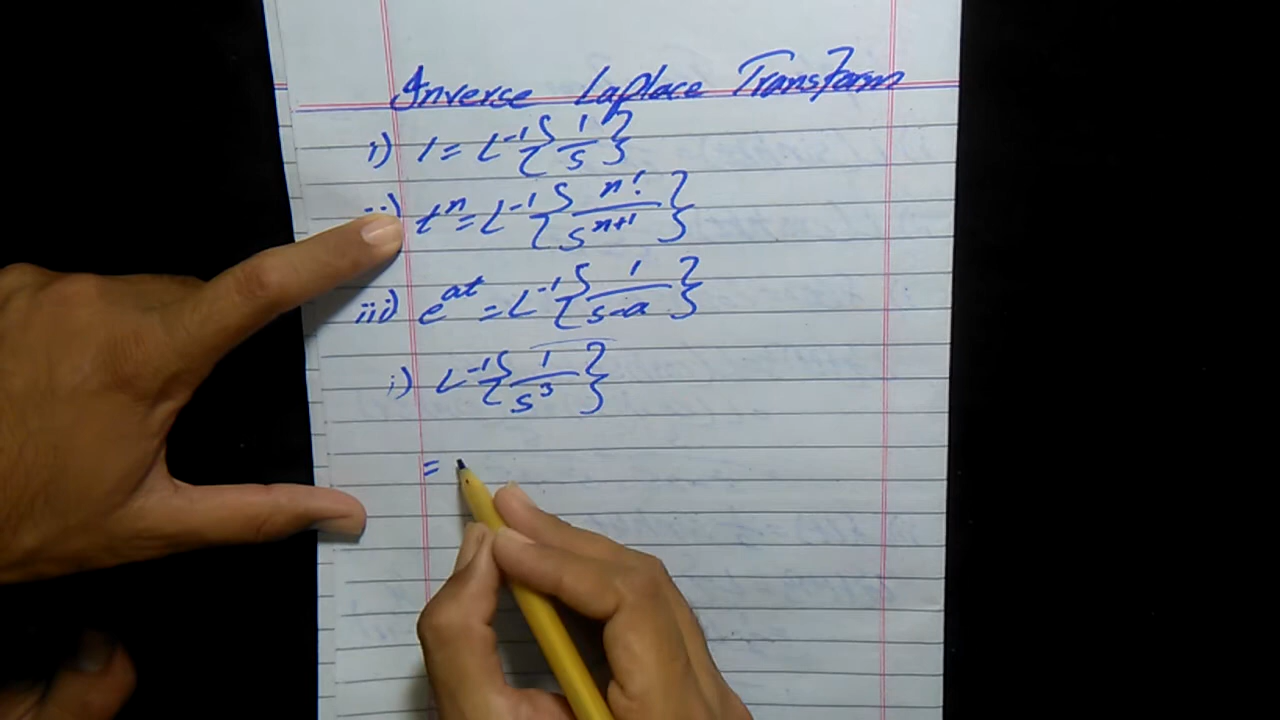 Inverse Laplace Transform
i) 1 = L⁻¹{1/s}
ii) tⁿ = L⁻¹{n!/sⁿ⁺¹}
iii) eᵃᵗ = L⁻¹{1/s-a}
i) L⁻¹{1/s³}
=